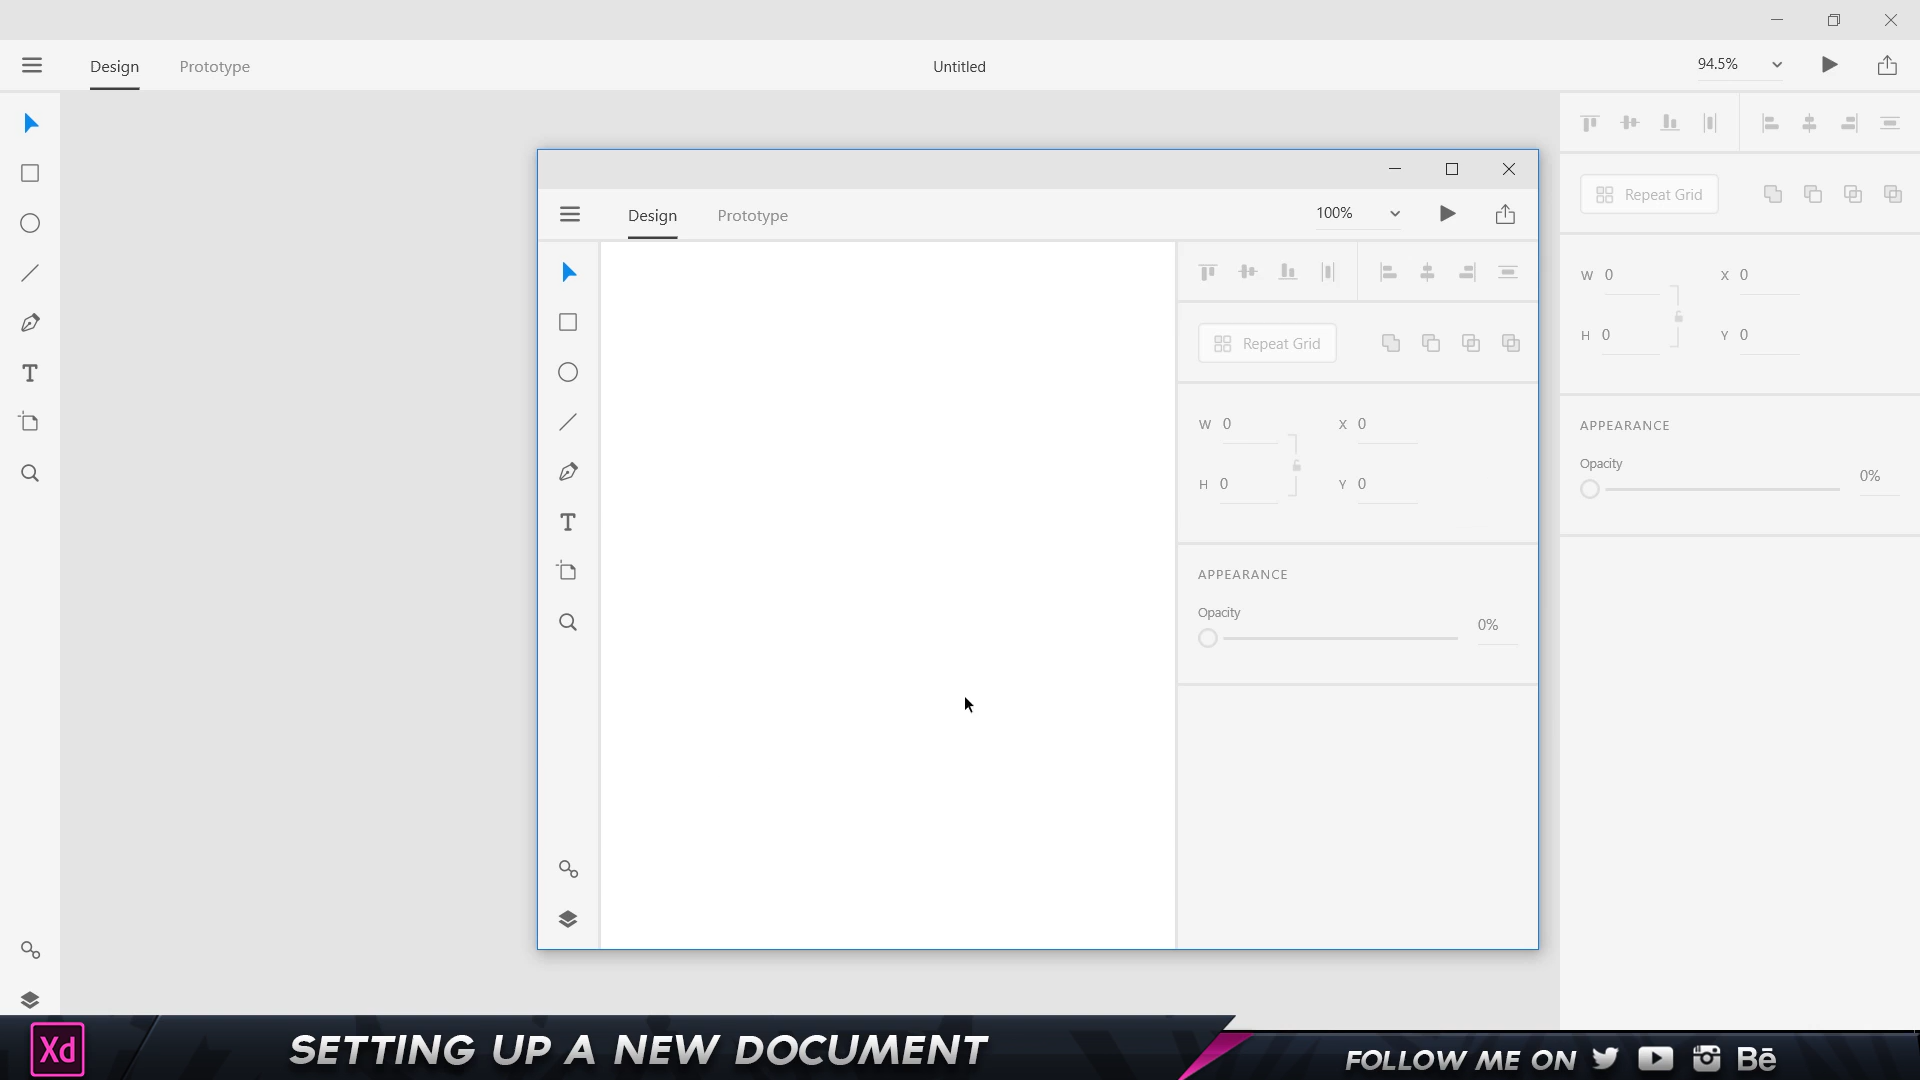 Design
Prototype
Untitled
94.5%
Design
Prototype
100%
Repeat Grid
W 0
X 0
H 0
Y 0
APPEARANCE
Opacity
0%
Repeat Grid
W 0
X 0
H 0
Y 0
APPEARANCE
Opacity
0%
Xd
SETTING UP A NEW DOCUMENT
FOLLOW ME ON
Bē